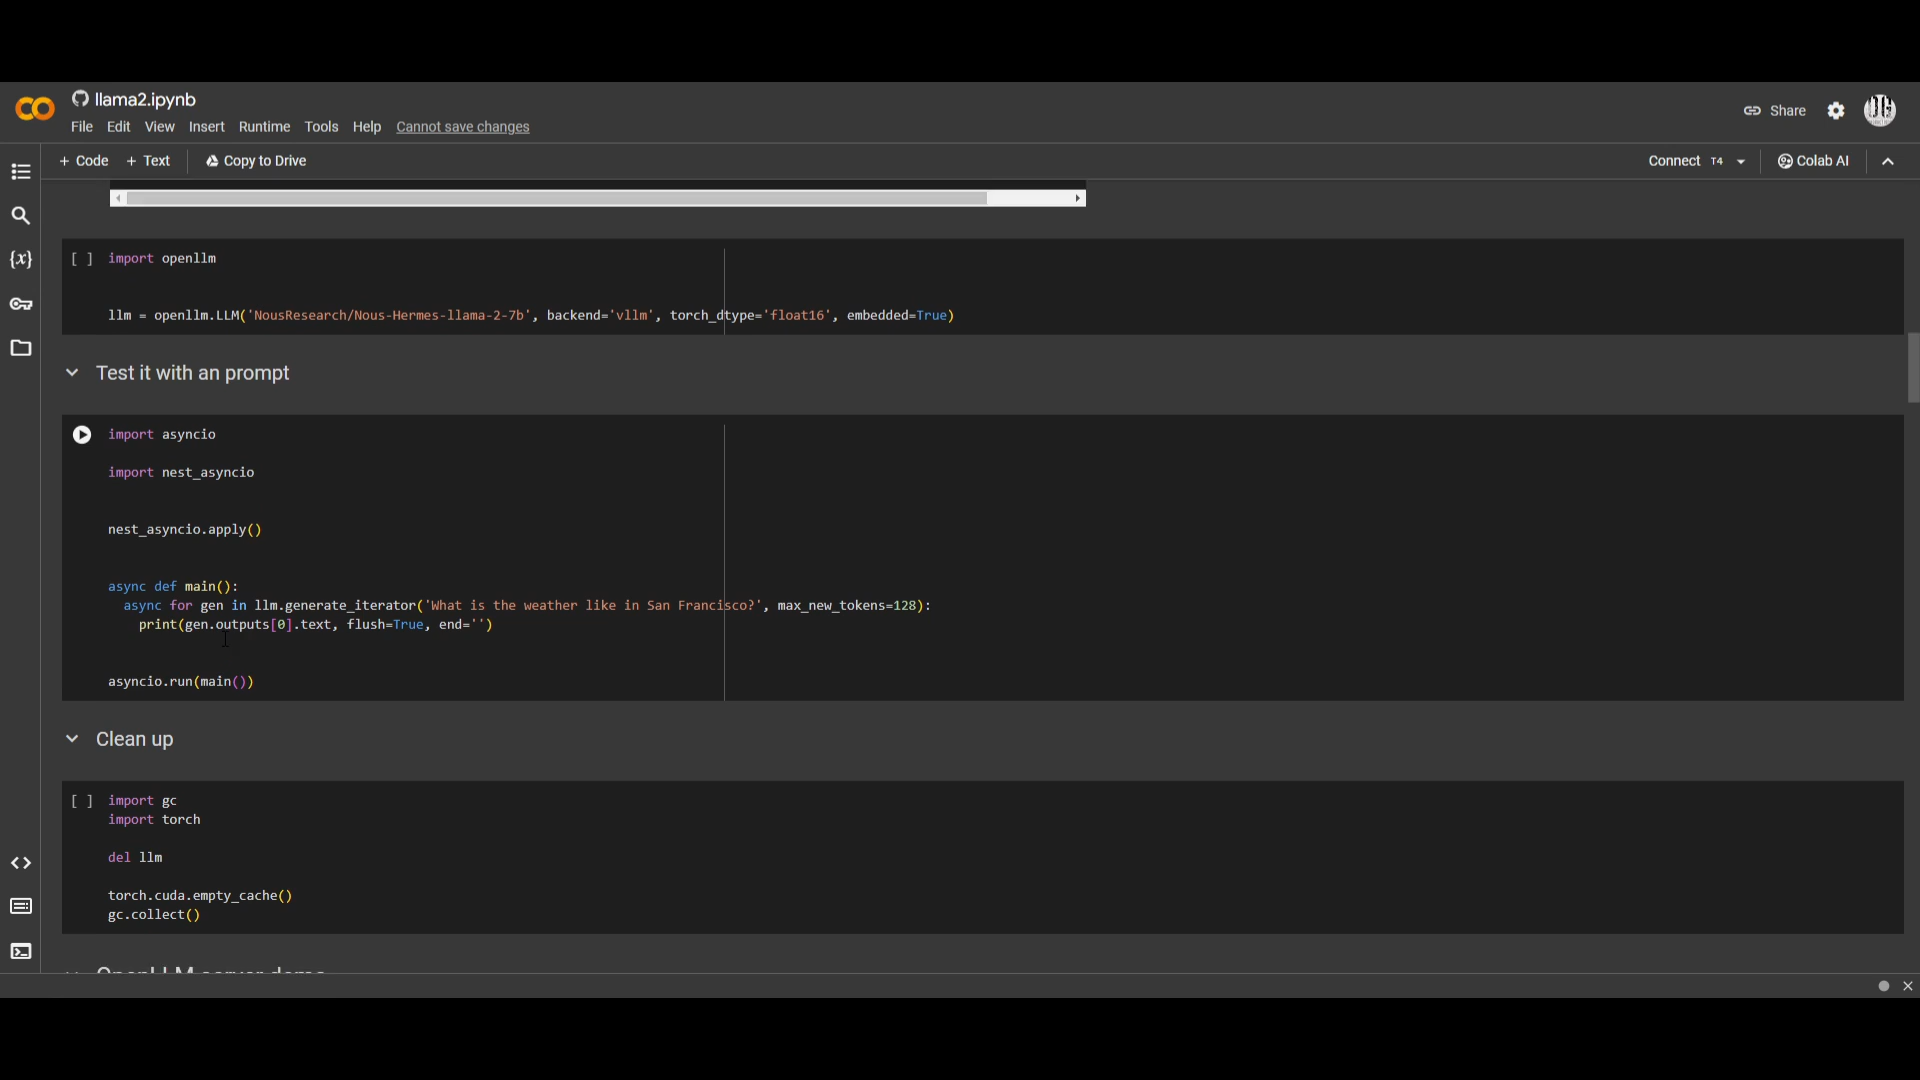 llama2.ipynb
File Edit View Insert Runtime Tools Help Cannot save changes
Share
+ Code + Text Copy to Drive
Connect T4 Colab AI
[ ] import openllm
llm = openllm.LLM('NousResearch/Nous-Hermes-llama-2-7b', backend='vllm', torch_dtype='float16', embedded=True)
Test it with an prompt
import asyncio
import nest_asyncio
nest_asyncio.apply()
async def main():
async for gen in llm.generate_iterator('What is the weather like in San Francisco?', max_new_tokens=128):
print(gen.outputs[0].text, flush=True, end='')
asyncio.run(main())
Clean up
[ ] import gc
import torch
del llm
torch.cuda.empty_cache()
gc.collect()
OpenLLM server demo